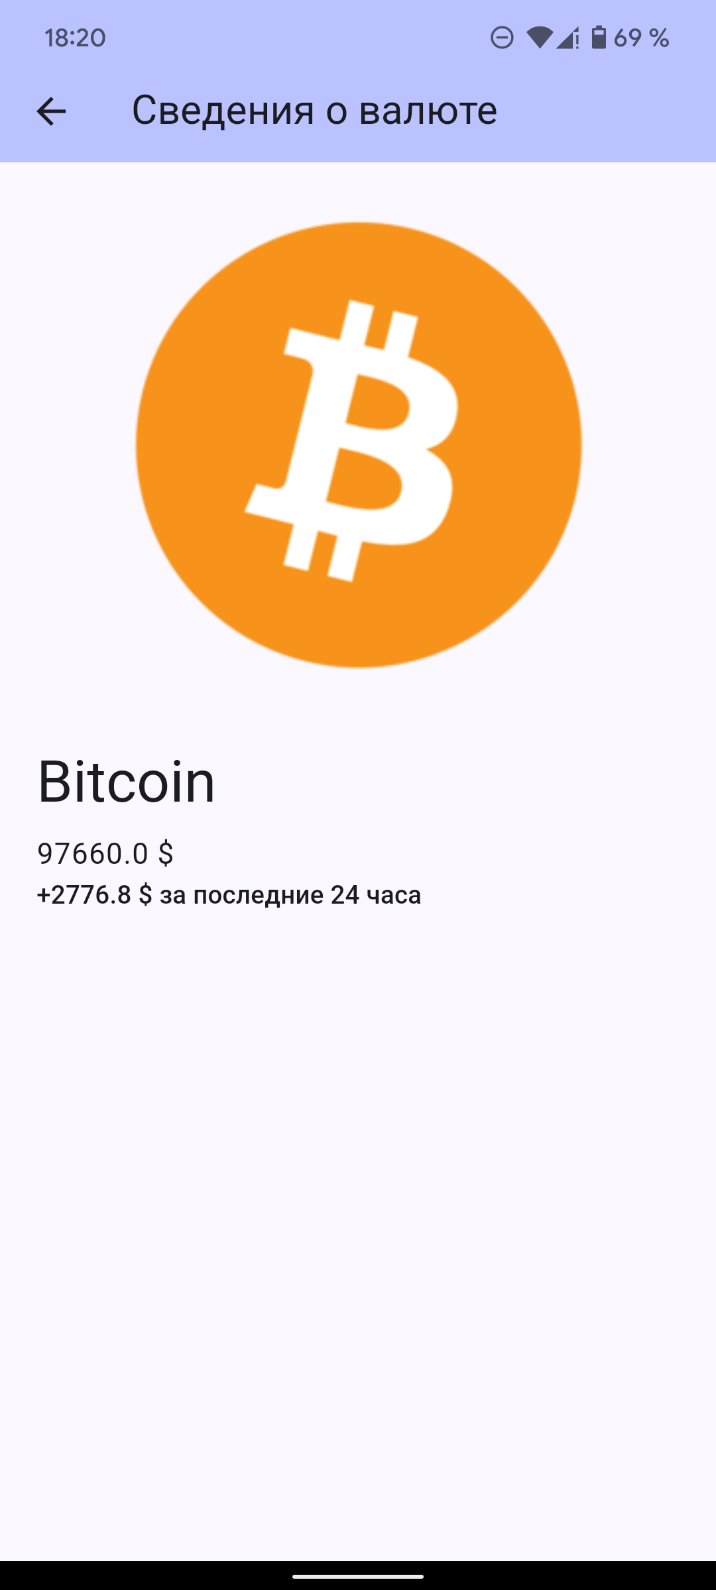 18:20
69 %
Сведения о валюте
Bitcoin
97660.0 $
+2776.8 $ за последние 24 часа